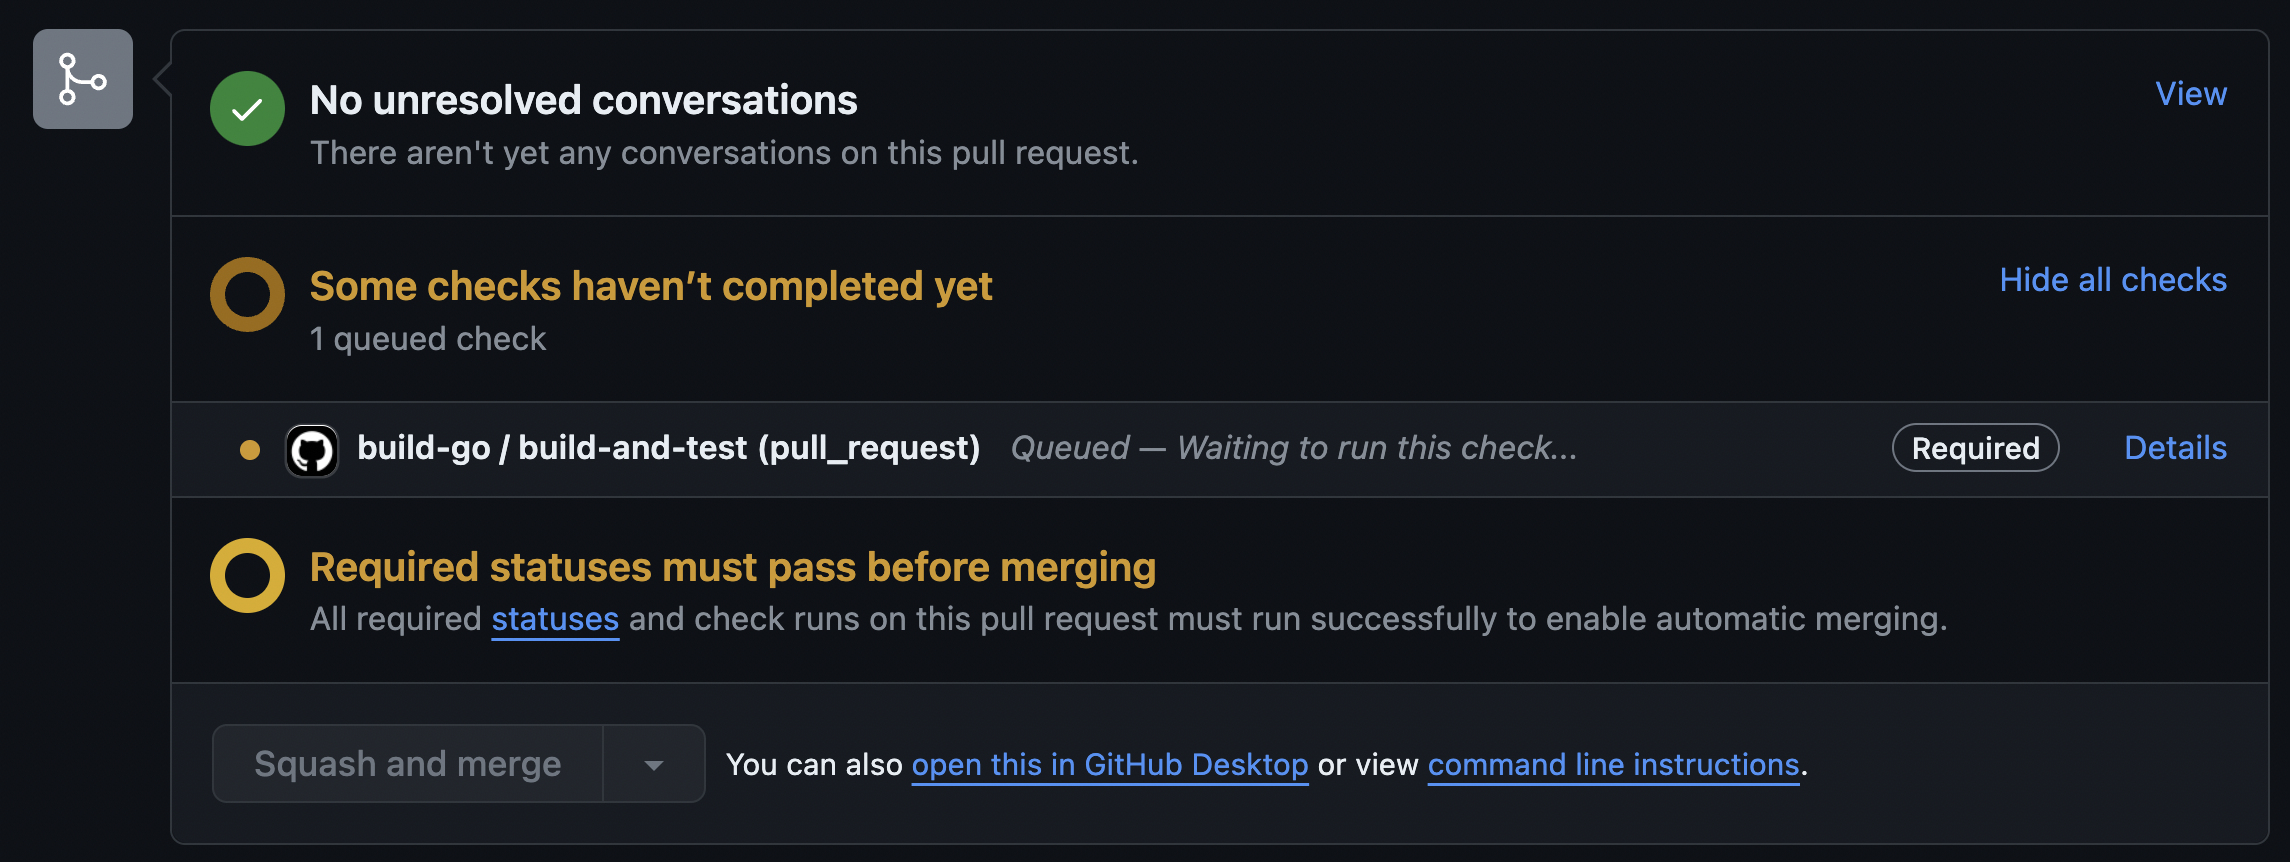 No unresolved conversations
View
There aren't yet any conversations on this pull request.
Some checks haven’t completed yet
Hide all checks
1 queued check
build-go / build-and-test (pull_request) Queued — Waiting to run this check... Required Details
Required statuses must pass before merging
All required statuses and check runs on this pull request must run successfully to enable automatic merging.
Squash and merge
You can also open this in GitHub Desktop or view command line instructions.